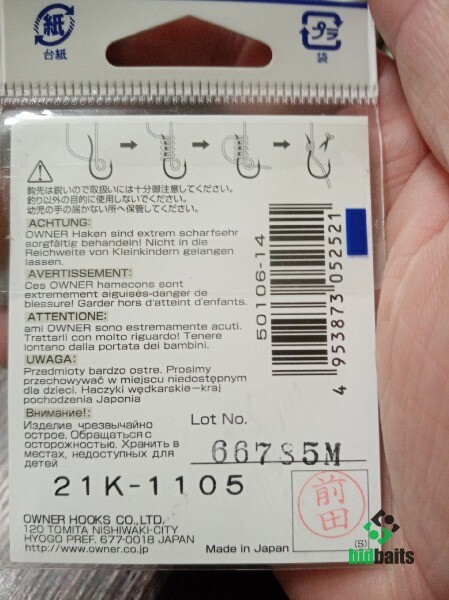 紙
台紙
プラ
袋
鈎先は鋭いので取扱いには十分御注意してください。
釣り以外の目的に使用しないでください。
幼児の手の届かない所へ保管してください。
ACHTUNG:
OWNER Haken sind extrem scharfsehr
sorgfältig behandeln! Nicht in die
Reichweite von Kleinkindern gelangen
lassen.
AVERTISSEMENT:
Ces OWNER hamecons sont
extremement aiguisés-danger de
blessure! Garder hors d'atteint d'enfants.
ATTENTIONE:
ami OWNER sono estremamente acuti.
Trattarli con molto riguardo! Tenere
lontano dalla portata dei bambini.
UWAGA:
Przedmioty bardzo ostre. Prosimy
przechowywać w miejscu niedostępnym
dla dzieci. Haczyki wędkarskie-kraj
pochodzenia Japonia
Внимание!:
Изделие чрезвычайно
острое. Обращаться с
осторожностью. Хранить в
местах, недоступных для
детей
50106-14
4 953873 052521
Lot No.
66785M
21K-1105
前田
OWNER HOOKS CO.,LTD.
120 TOMITA NISHIWAKI-CITY
HYOGO PREF. 677-0018 JAPAN
http://www.owner.co.jp
Made in Japan
(S)
bidbaits